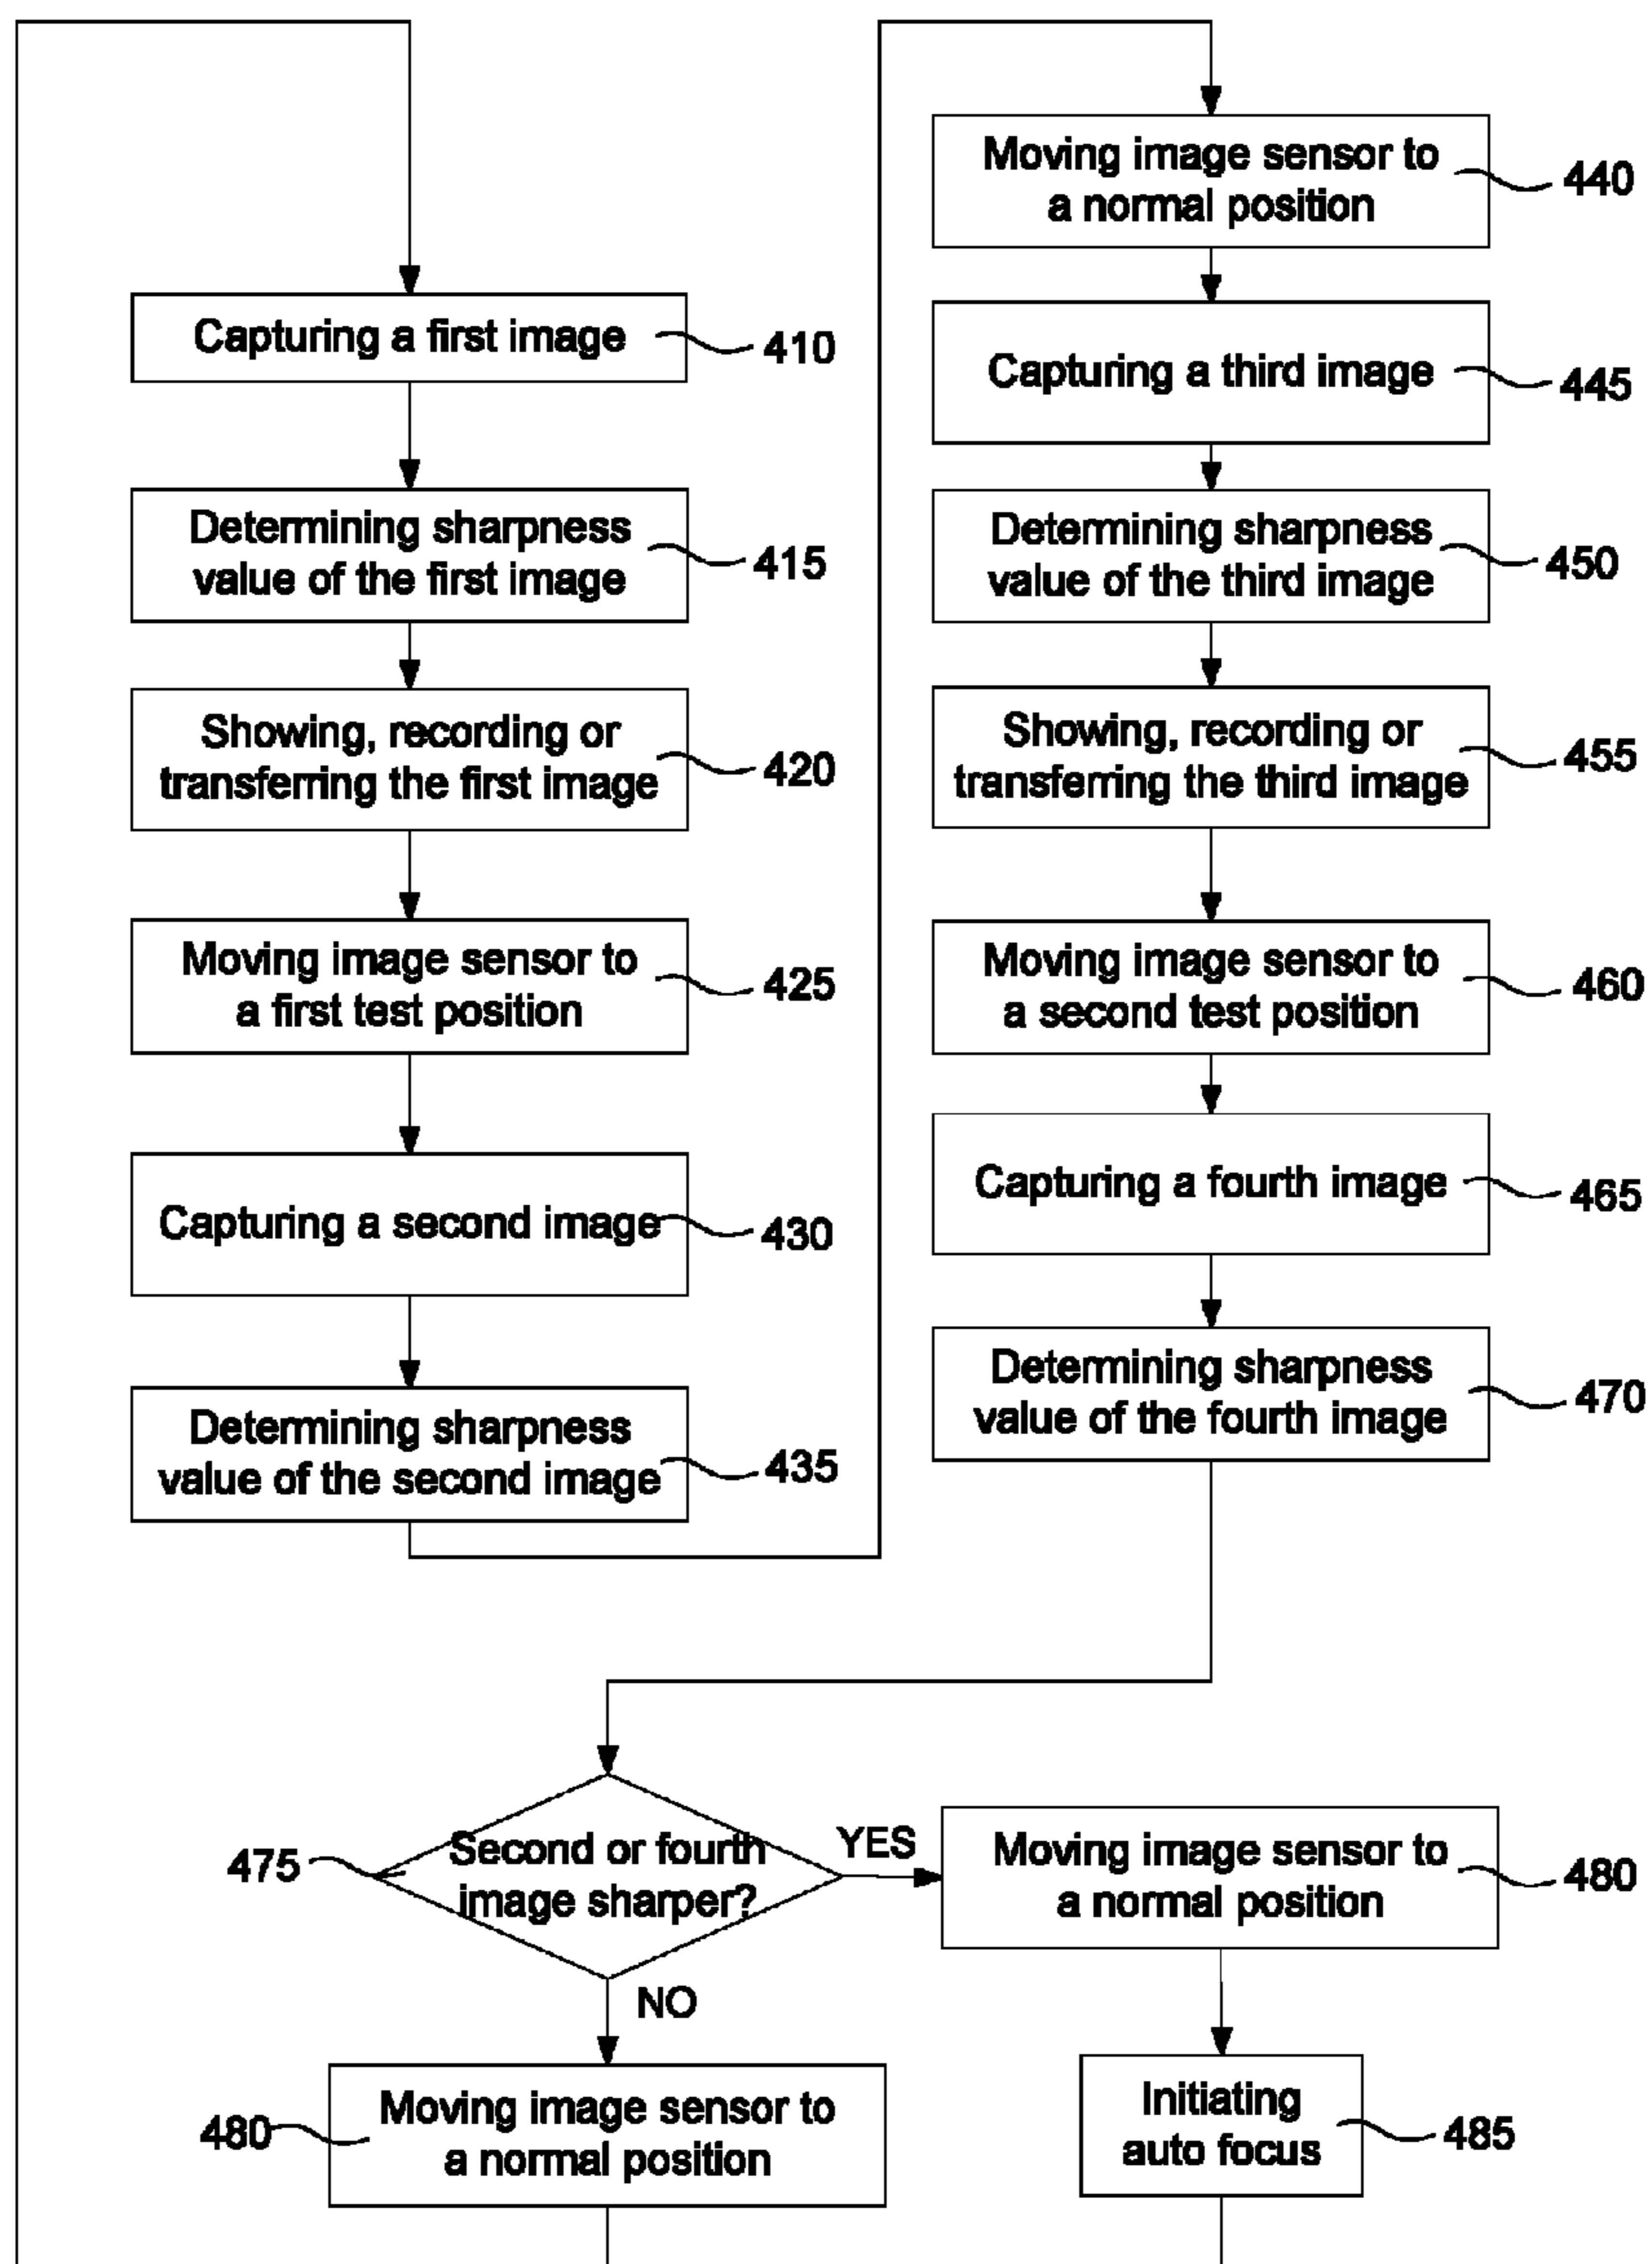 Capturing a first image
410
Determining sharpness
value of the first image
415
Showing, recording or
transferring the first image
420
Moving image sensor to
a first test position
425
Capturing a second image
430
Determining sharpness
value of the second image
435
Moving image sensor to
a normal position
440
Capturing a third image
445
Determining sharpness
value of the third image
450
Showing, recording or
transferring the third image
455
Moving image sensor to
a second test position
460
Capturing a fourth image
465
Determining sharpness
value of the fourth image
470
475
Second or fourth
image sharper?
YES
Moving image sensor to
a normal position
480
NO
480
Moving image sensor to
a normal position
Initiating
auto focus
485